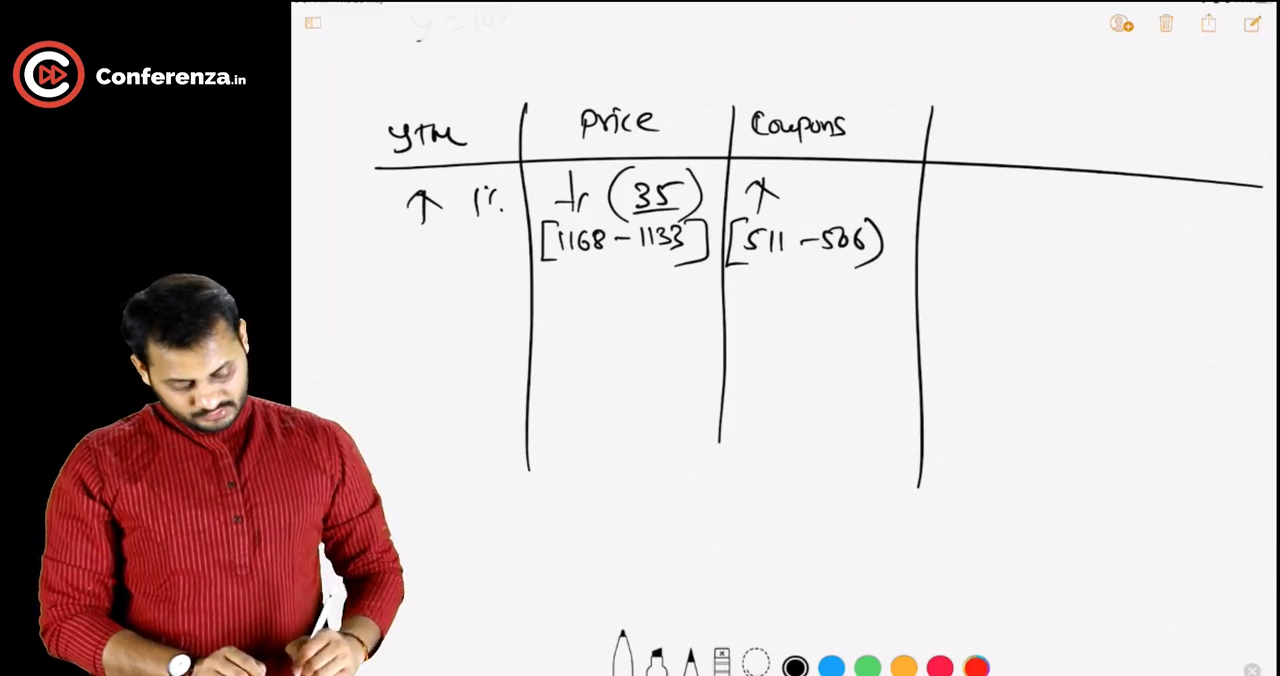 Conferenza.in
YTM Price Coupons
↑ 1% ↓ (35) ↑
[1168 - 1133] [511 - 506)